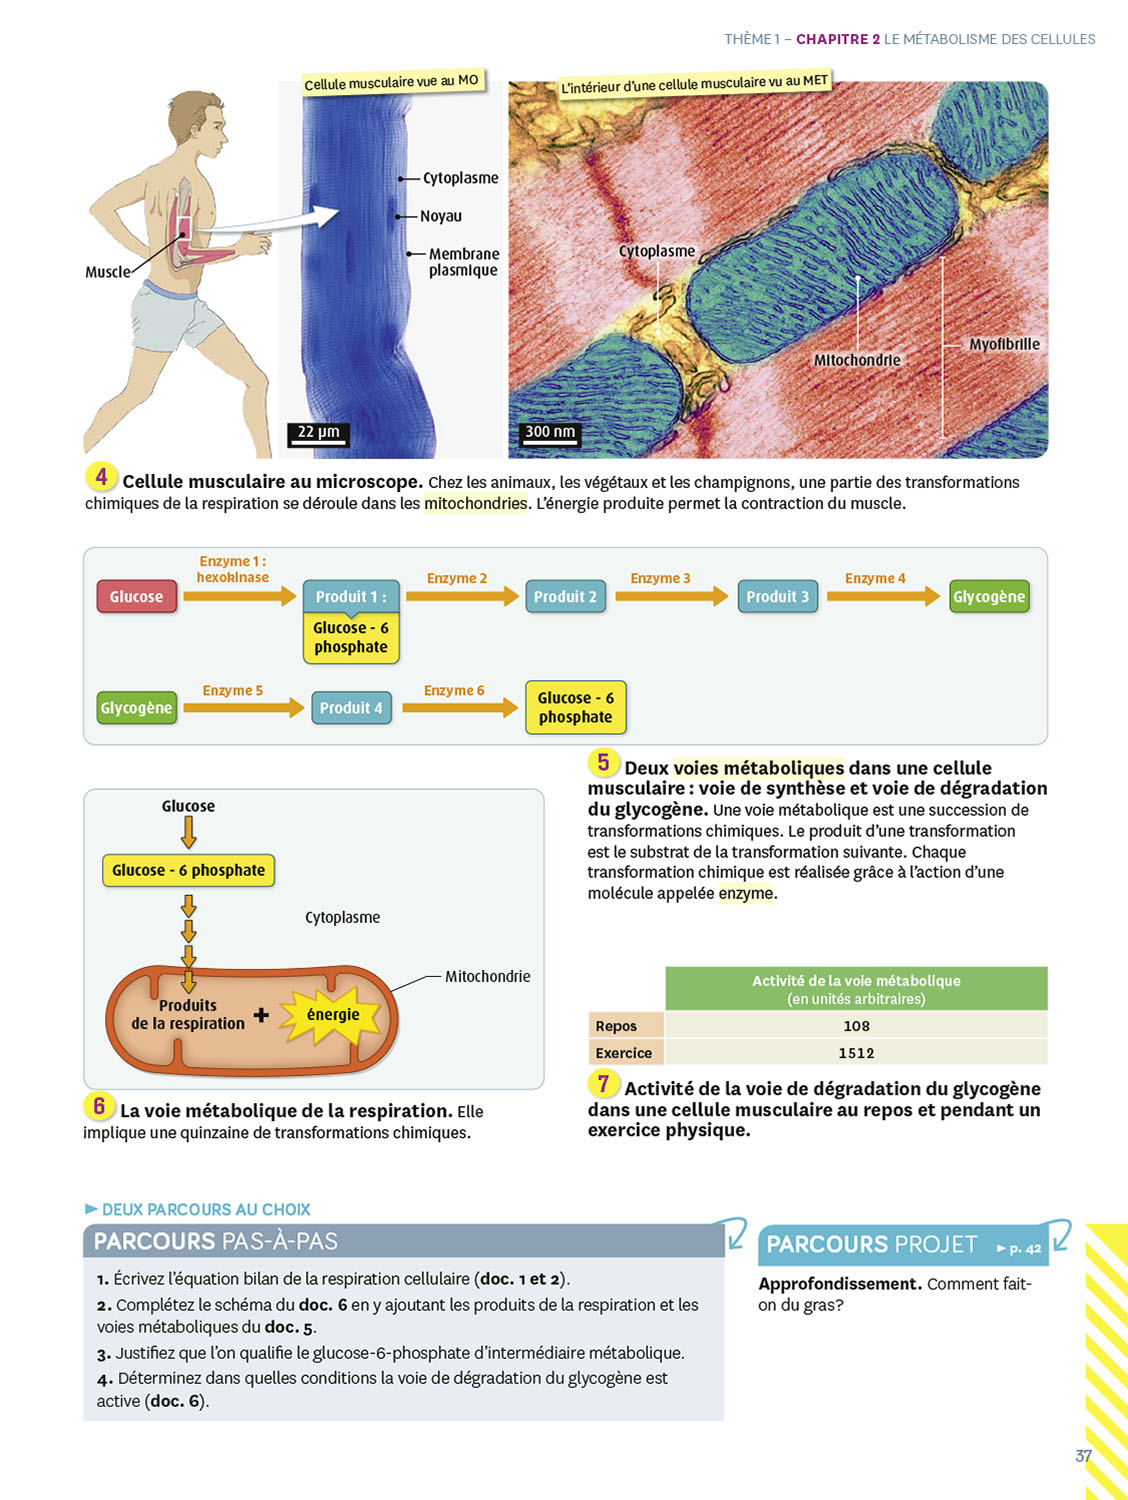 THÈME 1 – CHAPITRE 2 LE MÉTABOLISME DES CELLULES
Cellule musculaire vue au MO
L'intérieur d'une cellule musculaire vu au MET
Cytoplasme
Noyau
Membrane
plasmique
Muscle
22 µm
Cytoplasme
Mitochondrie
Myofibrille
300 nm
4 Cellule musculaire au microscope. Chez les animaux, les végétaux et les champignons, une partie des transformations
chimiques de la respiration se déroule dans les mitochondries. L'énergie produite permet la contraction du muscle.
Glucose
Enzyme 1 :
hexokinase
Produit 1 :
Glucose - 6
phosphate
Enzyme 2
Produit 2
Enzyme 3
Produit 3
Enzyme 4
Glycogène
Glycogène
Enzyme 5
Produit 4
Enzyme 6
Glucose - 6
phosphate
5 Deux voies métaboliques dans une cellule
musculaire : voie de synthèse et voie de dégradation
du glycogène. Une voie métabolique est une succession de
transformations chimiques. Le produit d'une transformation
est le substrat de la transformation suivante. Chaque
transformation chimique est réalisée grâce à l'action d'une
molécule appelée enzyme.
Glucose
Glucose - 6 phosphate
Cytoplasme
Mitochondrie
Produits
de la respiration
+
énergie
6 La voie métabolique de la respiration. Elle
implique une quinzaine de transformations chimiques.
Activité de la voie métabolique
(en unités arbitraires)
Repos 108
Exercice 1512
7 Activité de la voie de dégradation du glycogène
dans une cellule musculaire au repos et pendant un
exercice physique.
► DEUX PARCOURS AU CHOIX
PARCOURS PAS-À-PAS
1. Écrivez l'équation bilan de la respiration cellulaire (doc. 1 et 2).
2. Complétez le schéma du doc. 6 en y ajoutant les produits de la respiration et les
voies métaboliques du doc. 5.
3. Justifiez que l'on qualifie le glucose-6-phosphate d'intermédiaire métabolique.
4. Déterminez dans quelles conditions la voie de dégradation du glycogène est
active (doc. 6).
PARCOURS PROJET ► p. 42
Approfondissement. Comment fait-
on du gras?
37